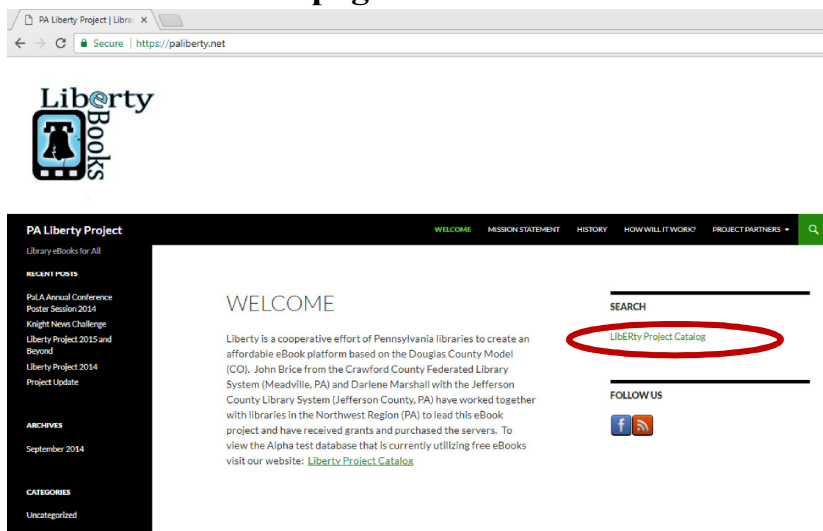 pag
PA Liberty Project | Librar
Secure | https://paliberty.net
Liberty
Books
PA Liberty Project
WELCOME MISSION STATEMENT HISTORY HOW WILL IT WORK? PROJECT PARTNERS
Library eBooks for All
RECENT POSTS
PaLA Annual Conference
Poster Session 2014
Knight News Challenge
Liberty Project 2015 and
Beyond
Liberty Project 2014
Project Update
ARCHIVES
September 2014
CATEGORIES
Uncategorized
WELCOME
Liberty is a cooperative effort of Pennsylvania libraries to create an
affordable eBook platform based on the Douglas County Model
(CO). John Brice from the Crawford County Federated Library
System (Meadville, PA) and Darlene Marshall with the Jefferson
County Library System (Jefferson County, PA) have worked together
with libraries in the Northwest Region (PA) to lead this eBook
project and have received grants and purchased the servers. To
view the Alpha test database that is currently utilizing free eBooks
visit our website: Liberty Project Catalog
SEARCH
LibERty Project Catalog
FOLLOW US